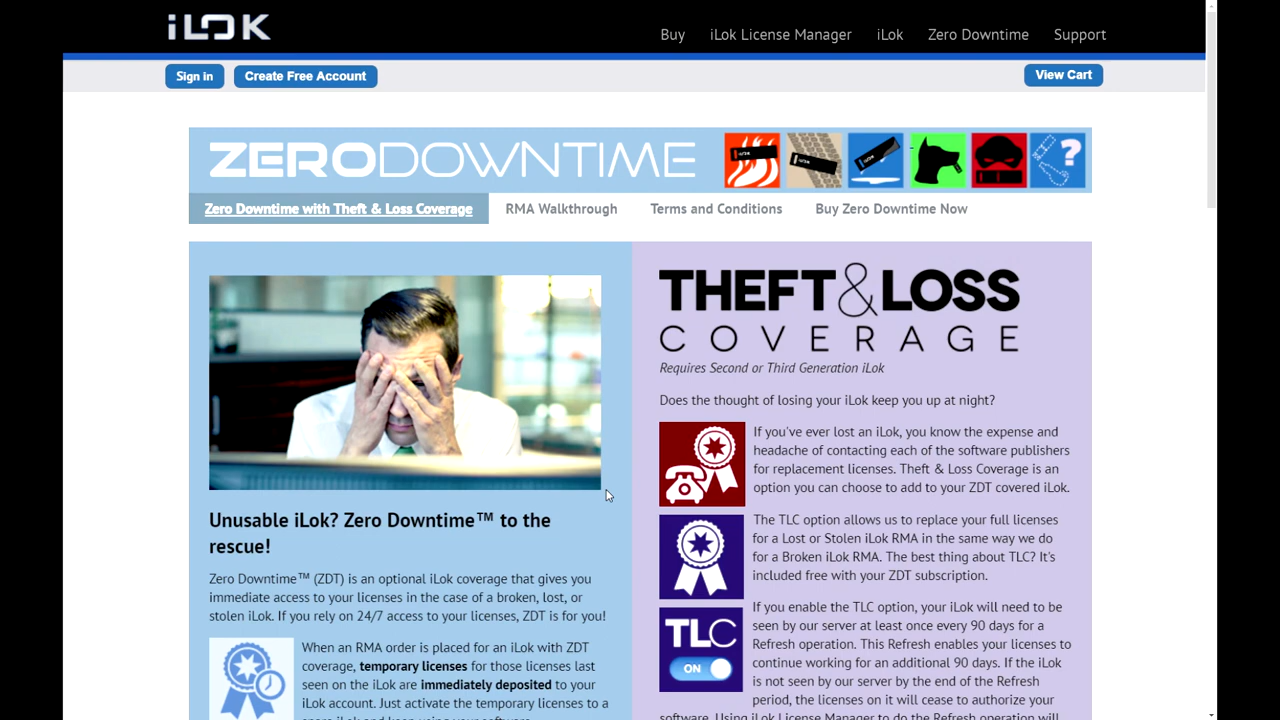 iLOK
Buy
iLok License Manager
iLok
Zero Downtime
Support
Sign in
Create Free Account
View Cart
ZERODOWNTIME
?
Zero Downtime with Theft & Loss Coverage
RMA Walkthrough
Terms and Conditions
Buy Zero Downtime Now
Unusable iLok? Zero Downtime™ to the
rescue!
Zero Downtime™ (ZDT) is an optional iLok coverage that gives you
immediate access to your licenses in the case of a broken, lost, or
stolen iLok. If you rely on 24/7 access to your licenses, ZDT is for you!
When an RMA order is placed for an iLok with ZDT
coverage, temporary licenses for those licenses last
seen on the iLok are immediately deposited to your
iLok account. Just activate the temporary licenses to a
THEFT&LOSS
COVERAGE
Requires Second or Third Generation iLok
Does the thought of losing your iLok keep you up at night?
If you've ever lost an iLok, you know the expense and
headache of contacting each of the software publishers
for replacement licenses. Theft & Loss Coverage is an
option you can choose to add to your ZDT covered iLok.
The TLC option allows us to replace your full licenses
for a Lost or Stolen iLok RMA in the same way we do
for a Broken iLok RMA. The best thing about TLC? It's
included free with your ZDT subscription.
TLC
ON
If you enable the TLC option, your iLok will need to be
seen by our server at least once every 90 days for a
Refresh operation. This Refresh enables your licenses to
continue working for an additional 90 days. If the iLok
is not seen by our server by the end of the Refresh
period, the licenses on it will cease to authorize your
software. Using iLok License Manager to do the Refresh operation will